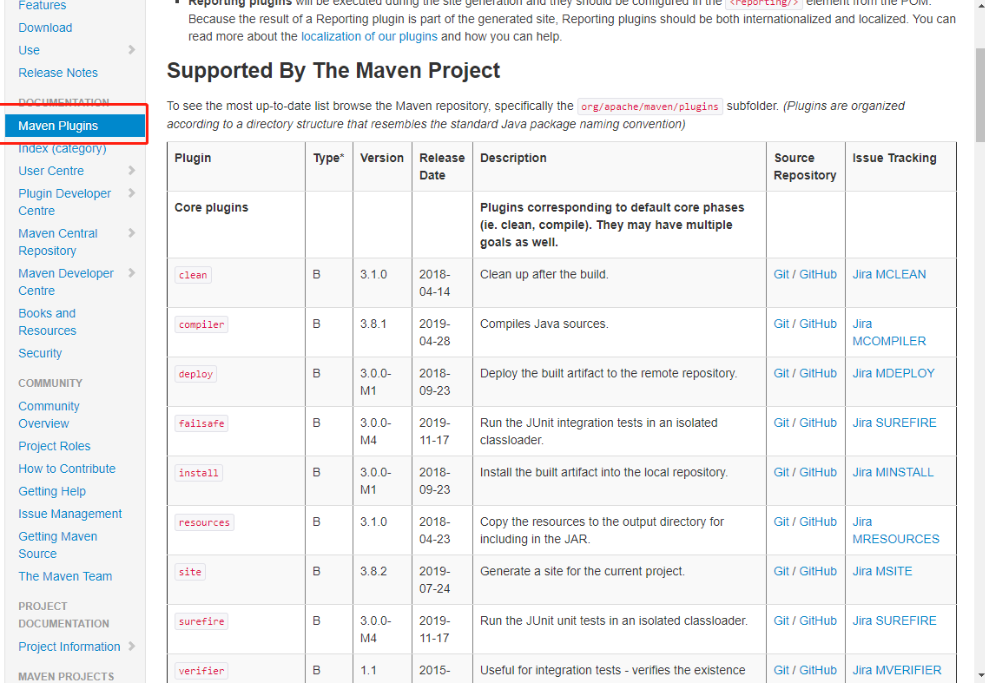 Features
Download
Use
Release Notes
DOCUMENTATION
Maven Plugins
Index (category)
User Centre
Plugin Developer
Centre
Maven Central
Repository
Maven Developer
Centre
Books and
Resources
Security
COMMUNITY
Community
Overview
Project Roles
How to Contribute
Getting Help
Issue Management
Getting Maven
Source
The Maven Team
PROJECT
DOCUMENTATION
Project Information
MAVEN PROJECTS
Reporting plugins will be executed during the site generation and they should be configured in the <reporting/> element from the POM.
Because the result of a Reporting plugin is part of the generated site, Reporting plugins should be both internationalized and localized. You can
read more about the localization of our plugins and how you can help.
Supported By The Maven Project
To see the most up-to-date list browse the Maven repository, specifically the org/apache/maven/plugins subfolder. (Plugins are organized
according to a directory structure that resembles the standard Java package naming convention)
Plugin Type* Version Release Date Description Source Repository Issue Tracking
Core plugins Plugins corresponding to default core phases
(ie. clean, compile). They may have multiple
goals as well.
clean B 3.1.0 2018-04-14 Clean up after the build. Git / GitHub Jira MCLEAN
compiler B 3.8.1 2019-04-28 Compiles Java sources. Git / GitHub Jira MCOMPILER
deploy B 3.0.0-M1 2018-09-23 Deploy the built artifact to the remote repository. Git / GitHub Jira MDEPLOY
failsafe B 3.0.0-M4 2019-11-17 Run the JUnit integration tests in an isolated classloader. Git / GitHub Jira SUREFIRE
install B 3.0.0-M1 2018-09-23 Install the built artifact into the local repository. Git / GitHub Jira MINSTALL
resources B 3.1.0 2018-04-23 Copy the resources to the output directory for including in the JAR. Git / GitHub Jira MRESOURCES
site B 3.8.2 2019-07-24 Generate a site for the current project. Git / GitHub Jira MSITE
surefire B 3.0.0-M4 2019-11-17 Run the JUnit unit tests in an isolated classloader. Git / GitHub Jira SUREFIRE
verifier B 1.1 2015- Useful for integration tests - verifies the existence Git / GitHub Jira MVERIFIER